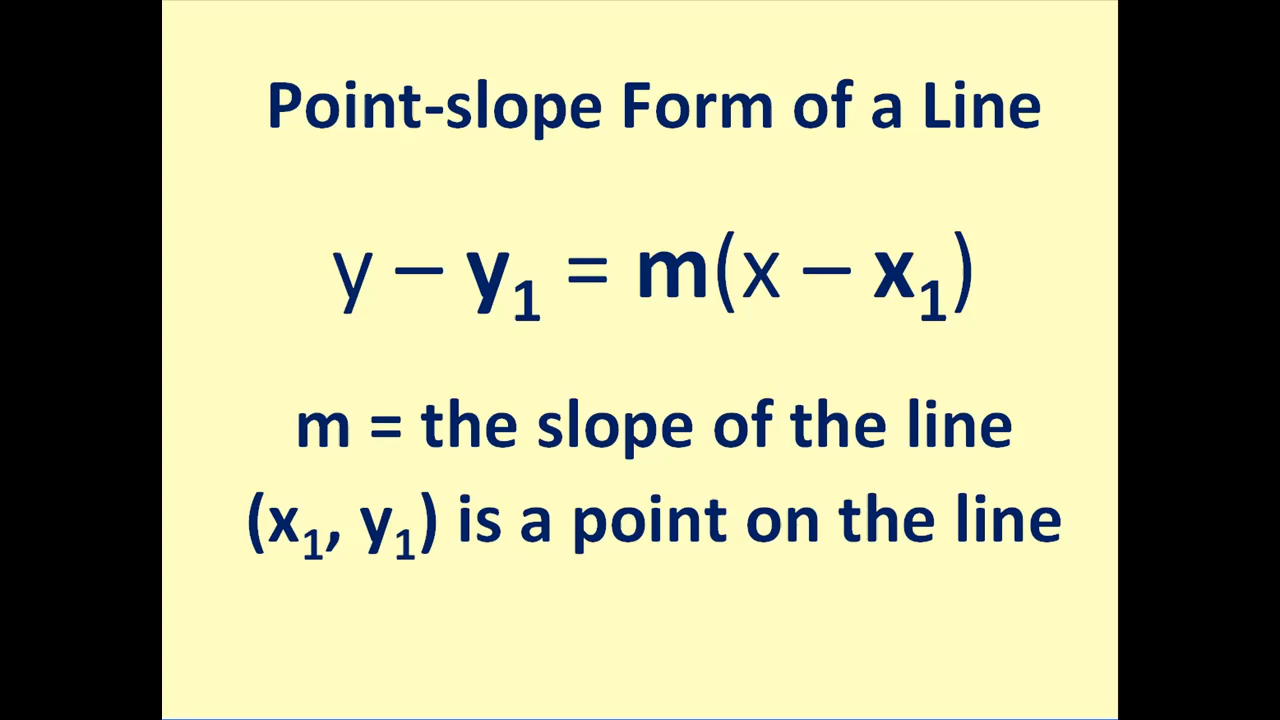 Point-slope Form of a Line
y – y₁ = m(x – x₁)
m = the slope of the line
(x₁, y₁) is a point on the line